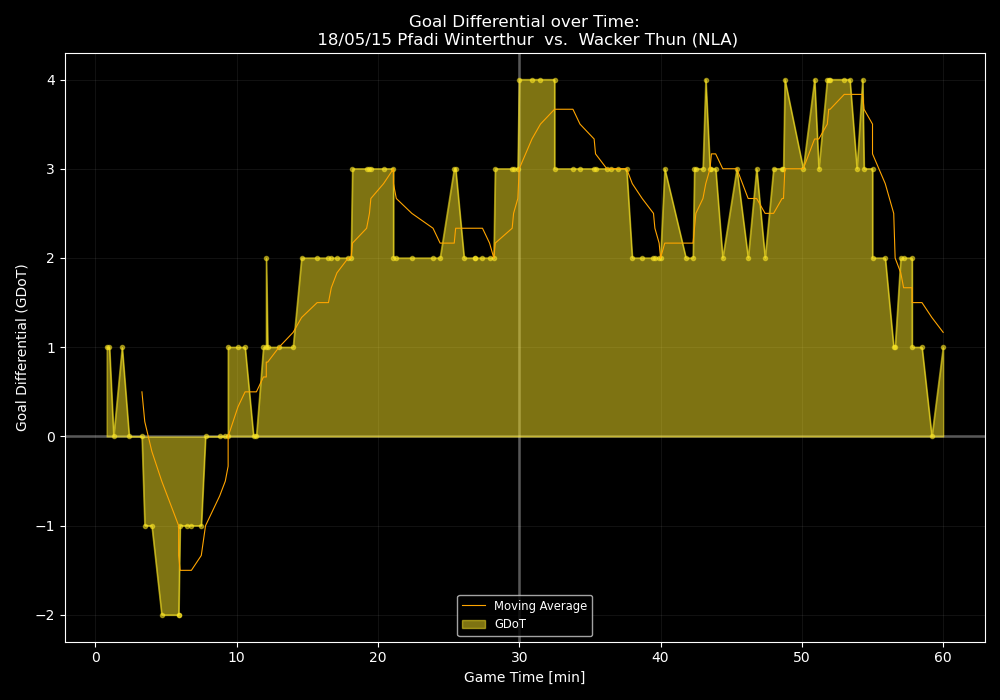 Goal Differential over Time:
18/05/15 Pfadi Winterthur  vs.  Wacker Thun (NLA)
Goal Differential (GDoT)
4
3
2
1
0
−1
−2
0
10
20
30
40
50
60
Game Time [min]
Moving Average
GDoT